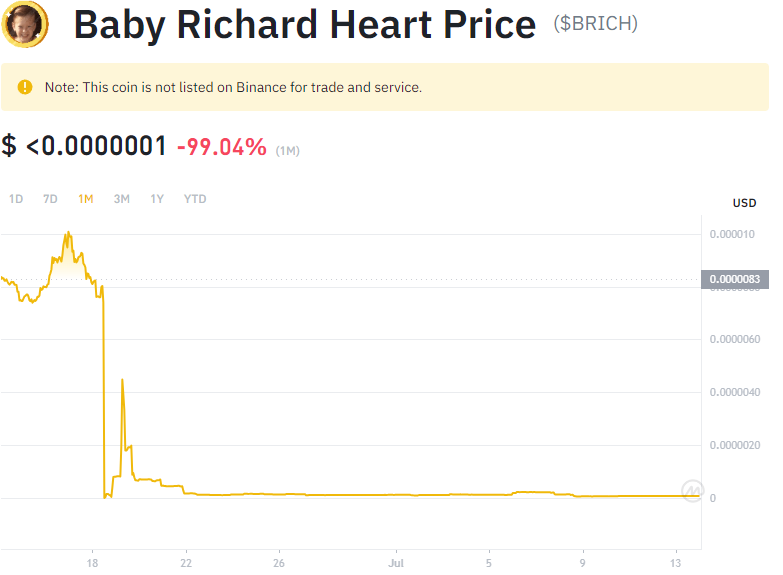 Baby Richard Heart Price ($BRICH)
Note: This coin is not listed on Binance for trade and service.
$ <0.0000001 -99.04% (1M)
1D 7D 1M 3M 1Y YTD
USD
0.000010
0.0000083
0.0000060
0.0000040
0.0000020
0
18 22 26 Jul 5 9 13